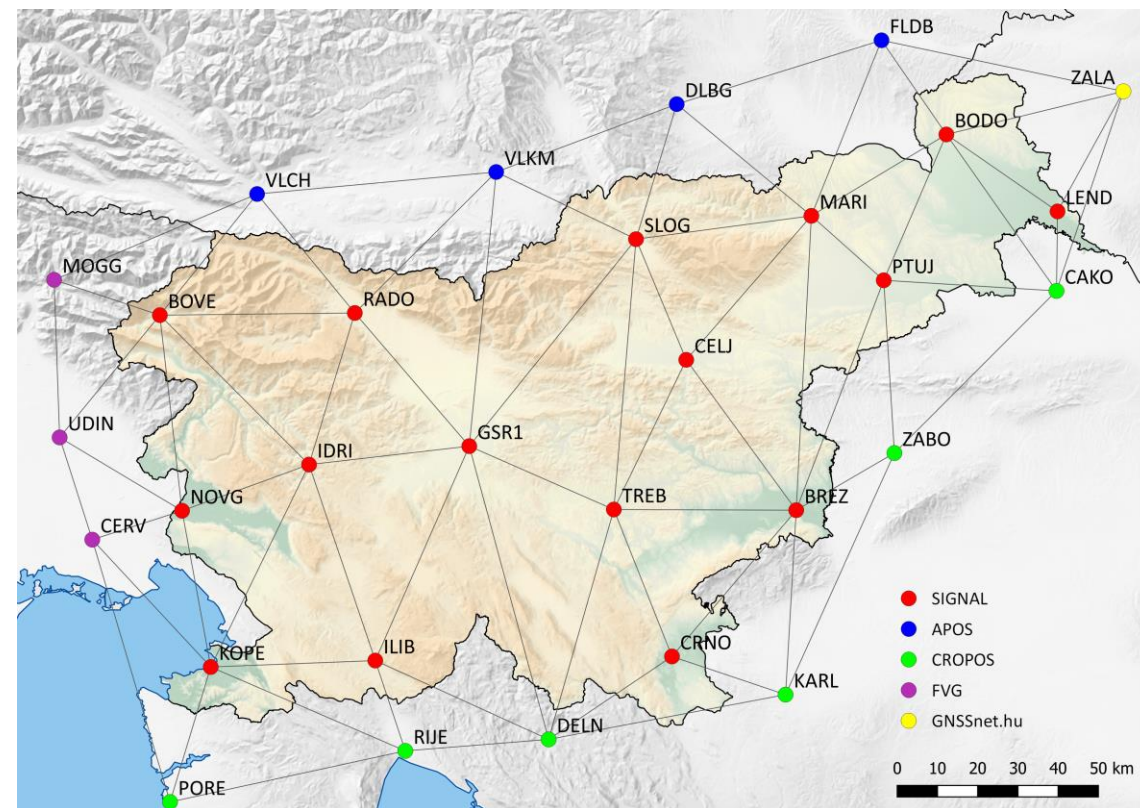 FLDB
ZALA
DLBG
BODO
VLKM
VLCH
LEND
MARI
SLOG
MOGG
PTUJ
CAKO
BOVE
RADO
CELJ
UDIN
GSR1
ZABO
IDRI
NOVG
TREB
BREZ
CERV
SIGNAL
APOS
CROPOS
FVG
GNSSnet.hu
KOPE
ILIB
CRNO
KARL
DELN
RIJE
PORE
0 10 20 30 40 50 km